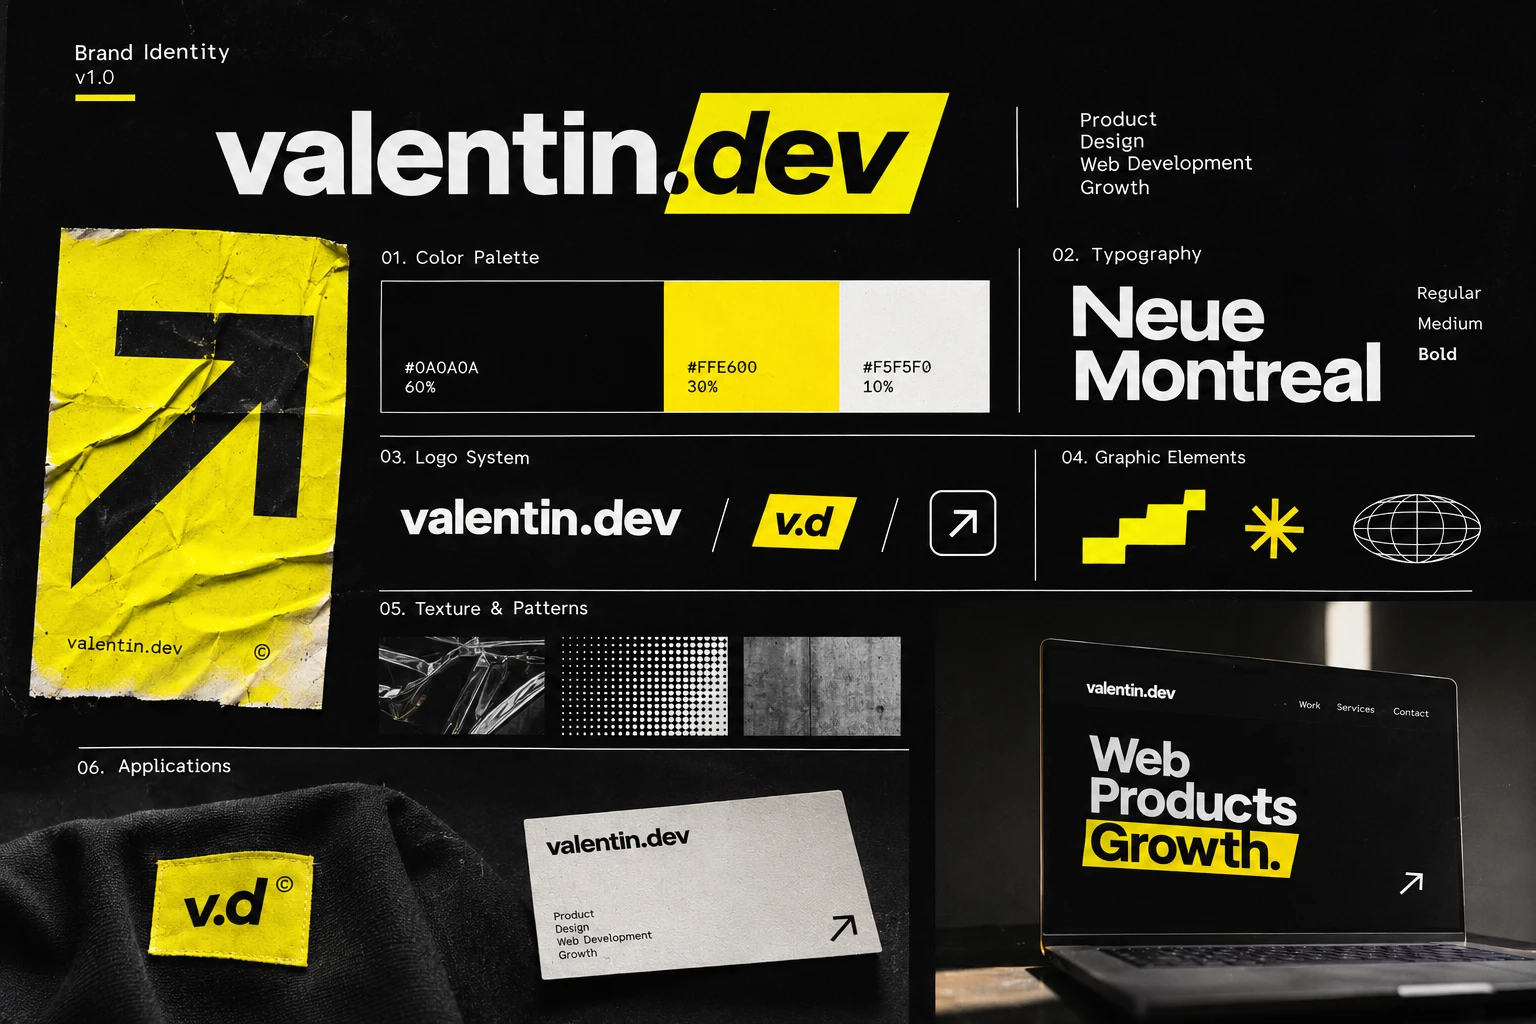 Brand Identity
v1.0
valentin.dev
Product
Design
Web Development
Growth
valentin.dev ©
01. Color Palette
#0A0A0A
60%
#FFE600
30%
#F5F5F0
10%
02. Typography
Neue
Montreal
Regular
Medium
Bold
03. Logo System
valentin.dev / v.d /
04. Graphic Elements
05. Texture & Patterns
06. Applications
v.d ©
valentin.dev
Product
Design
Web Development
Growth
valentin.dev
Work Services Contact
Web
Products
Growth.